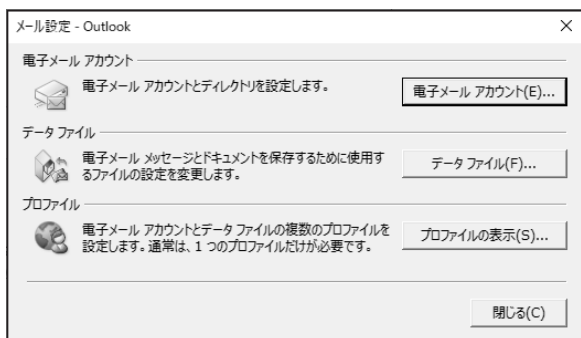 メール設定 - Outlook
電子メール アカウント
電子メール アカウントとディレクトリを設定します。
電子メール アカウント(E)...
データ ファイル
電子メール メッセージとドキュメントを保存するために使用す
るファイルの設定を変更します。
データ ファイル(F)...
プロファイル
電子メール アカウントとデータ ファイルの複数のプロファイルを
設定します。通常は、1 つのプロファイルだけが必要です。
プロファイルの表示(S)...
閉じる(C)